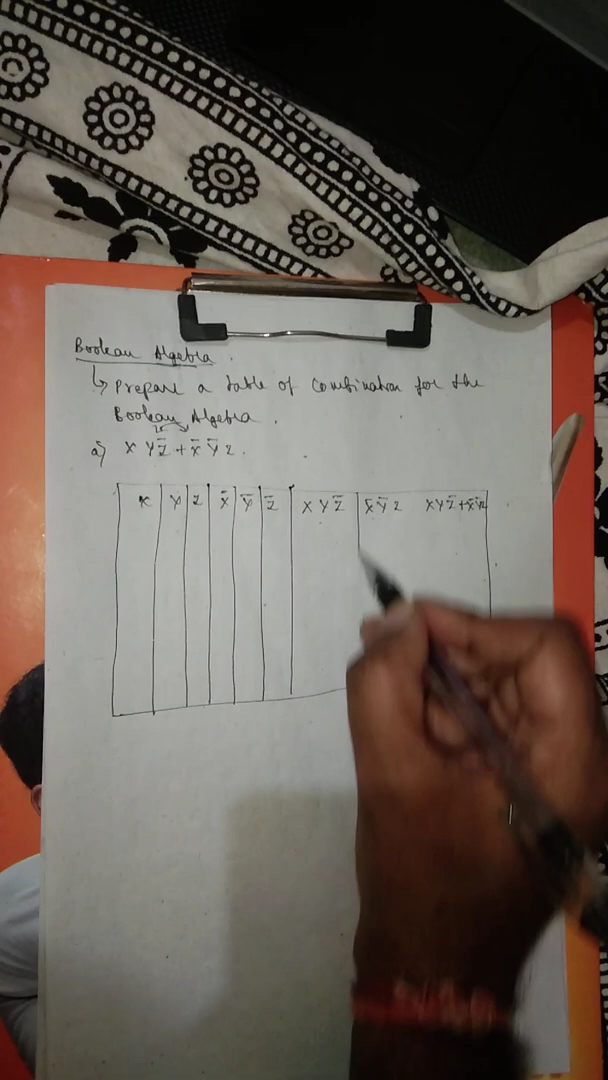 Boolean Algebra.
↳ Prepare a table of combination for the
Boolean Algebra.
a) X Y Z̅ + X̅ Y̅ Z.
X Y Z X̅ Y̅ Z̅ X Y Z̅ X̅ Y̅ Z X Y Z̅ + X̅ Y̅ Z